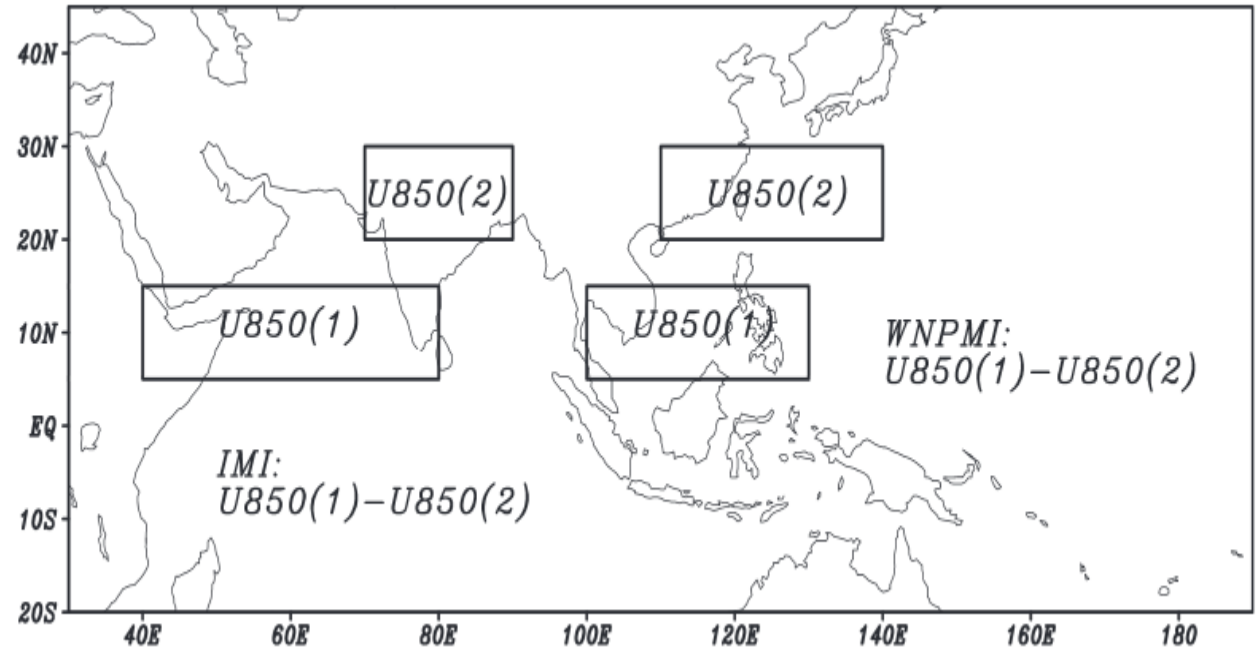 40N
30N
20N
10N
EQ
10S
20S
U850(2)
U850(2)
U850(1)
U850(1)
WNPMI:
U850(1)-U850(2)
IMI:
U850(1)-U850(2)
40E
60E
80E
100E
120E
140E
160E
180